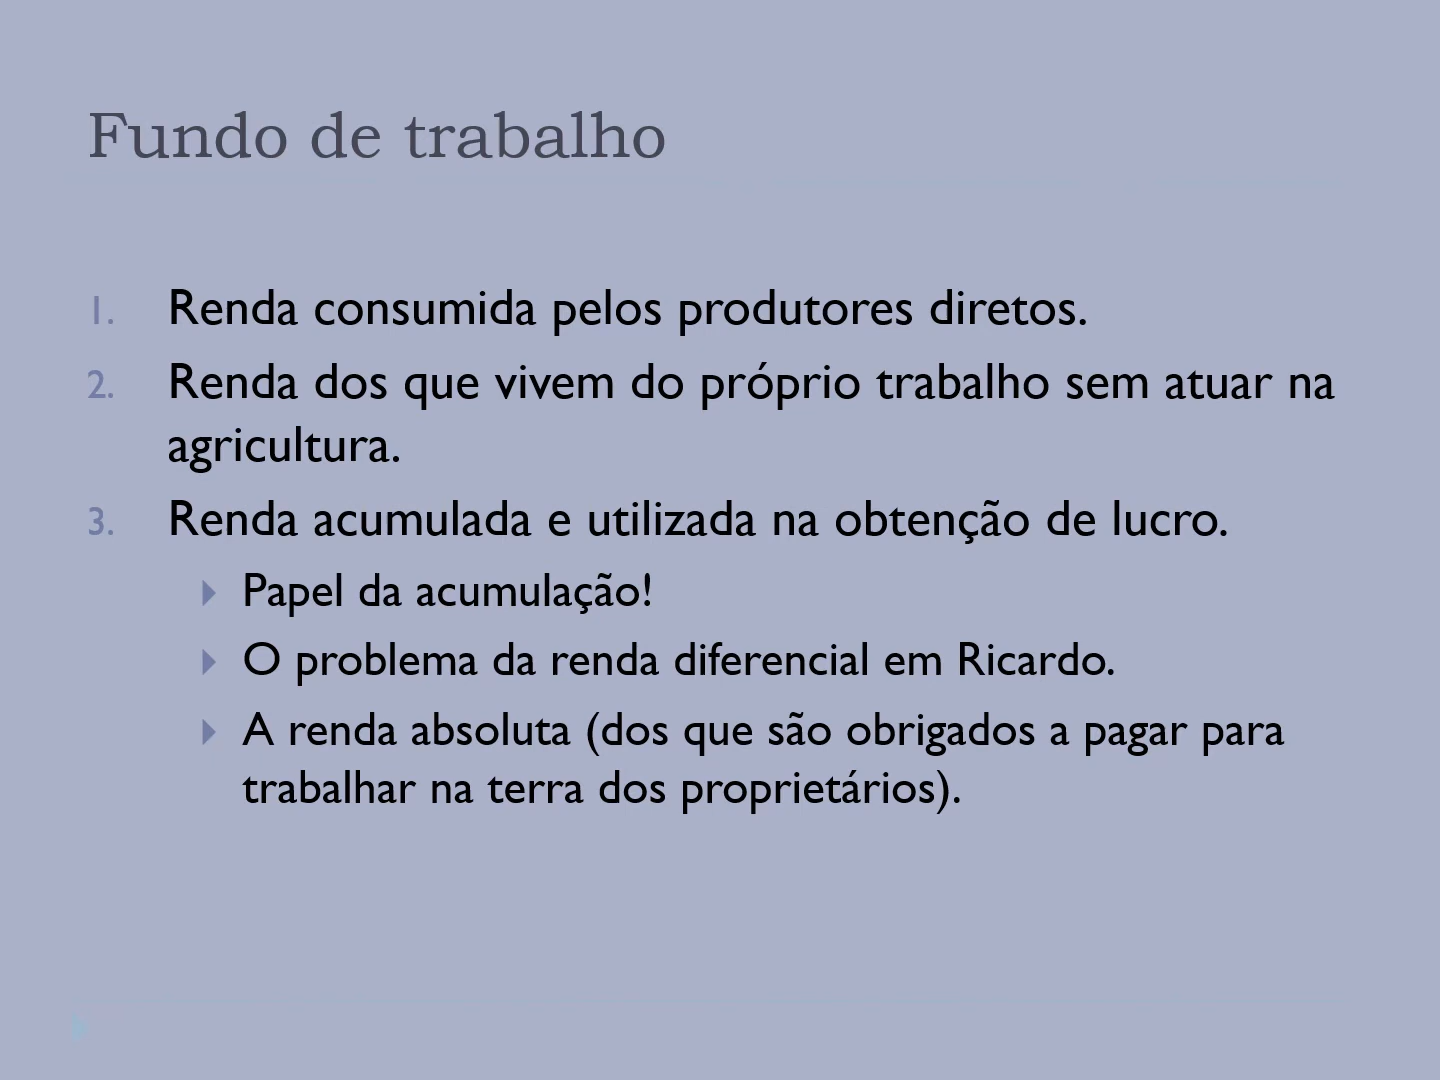 Fundo de trabalho
1. Renda consumida pelos produtores diretos.
2. Renda dos que vivem do próprio trabalho sem atuar na
agricultura.
3. Renda acumulada e utilizada na obtenção de lucro.
Papel da acumulação!
O problema da renda diferencial em Ricardo.
A renda absoluta (dos que são obrigados a pagar para
trabalhar na terra dos proprietários).